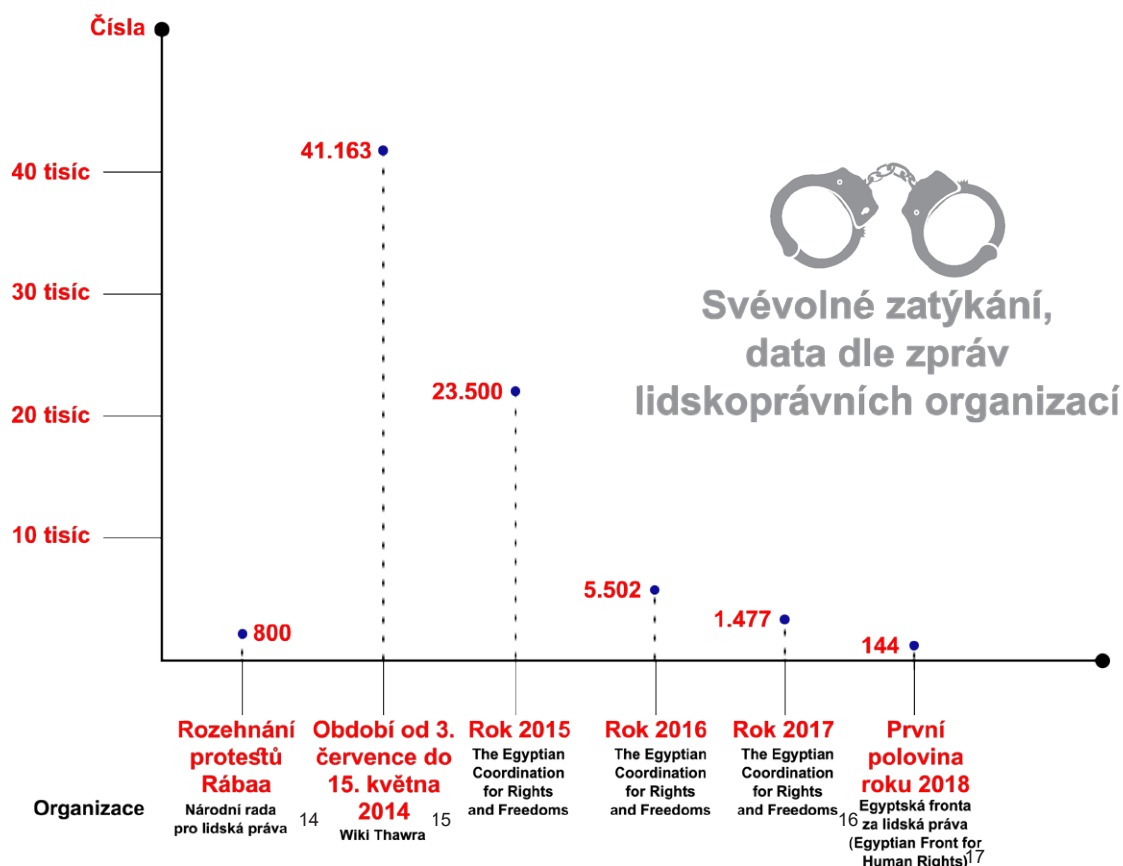 Čísla
41.163
40 tisíc
30 tisíc
Svévolné zatýkání,
data dle zpráv
lidskoprávních organizací
23.500
20 tisíc
10 tisíc
5.502
1.477
800
144
Rozehnání
protestů
Rábaa
Národní rada
pro lidská práva 14
Období od 3.
července do
15. května
2014
Wiki Thawra 15
Rok 2015
The Egyptian
Coordination
for Rights
and Freedoms
Rok 2016
The Egyptian
Coordination
for Rights
and Freedoms
Rok 2017
The Egyptian
Coordination
for Rights
and Freedoms 16
První
polovina
roku 2018
Egyptská fronta
za lidská práva
(Egyptian Front for
Human Rights) 17
Organizace